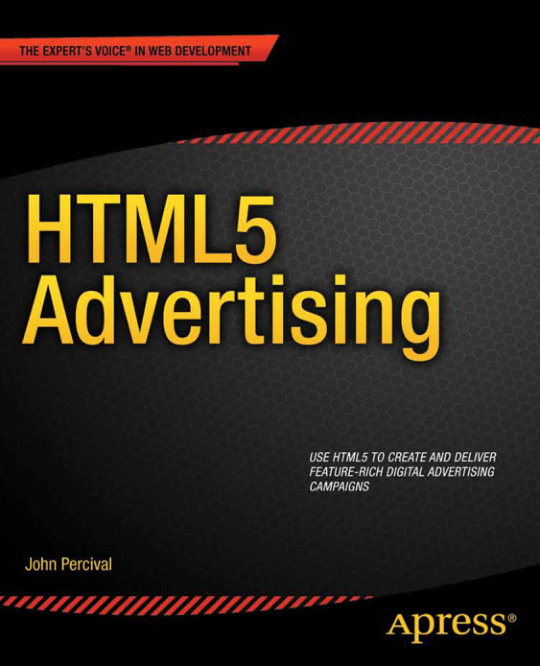 THE EXPERT'S VOICE® IN WEB DEVELOPMENT
HTML5
Advertising
USE HTML5 TO CREATE AND DELIVER
FEATURE-RICH DIGITAL ADVERTISING
CAMPAIGNS
John Percival
Apress®